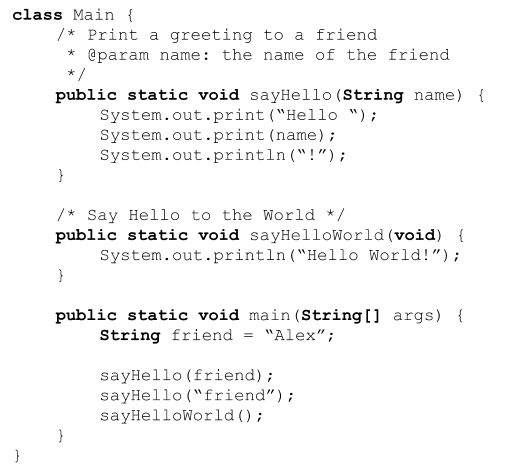 class Main {
    /* Print a greeting to a friend
     * @param name: the name of the friend
     */
    public static void sayHello(String name) {
        System.out.print(“Hello “);
        System.out.print(name);
        System.out.println(“!”);
    }

    /* Say Hello to the World */
    public static void sayHelloWorld(void) {
        System.out.println(“Hello World!”);
    }

    public static void main(String[] args) {
        String friend = “Alex”;

        sayHello(friend);
        sayHello(“friend”);
        sayHelloWorld();
    }
}